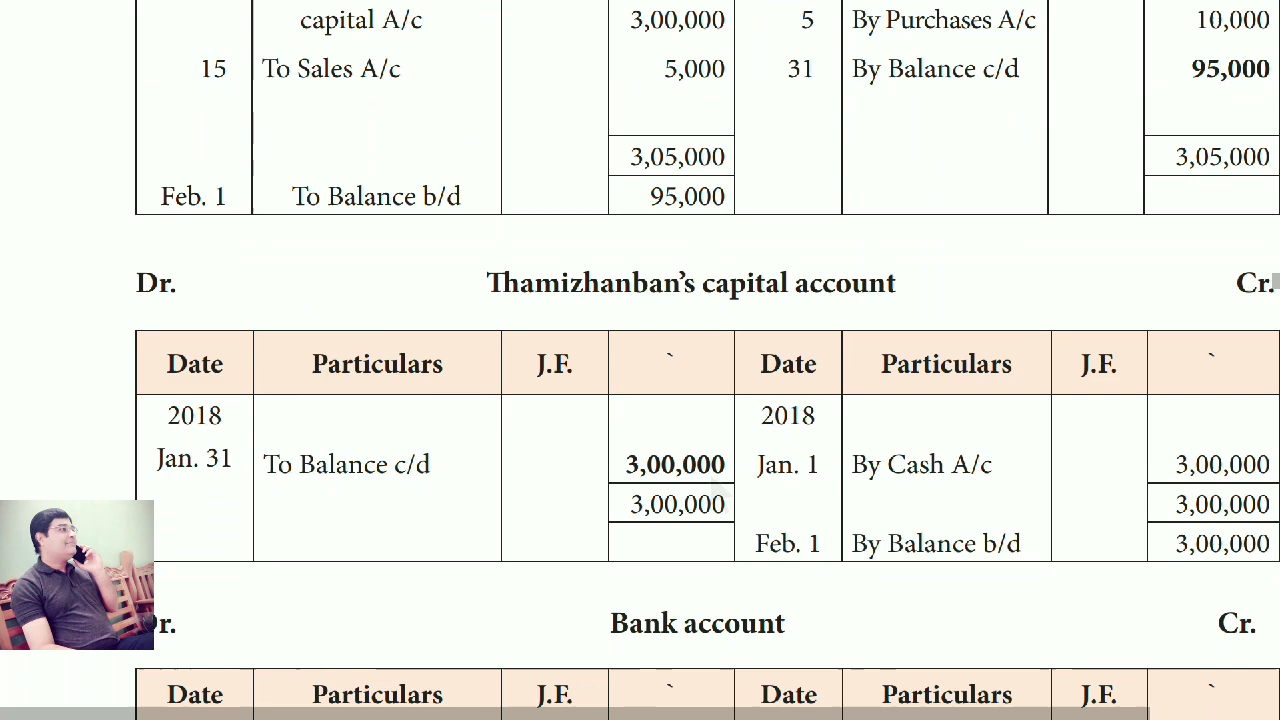 capital A/c 3,00,000 5 By Purchases A/c 10,000
15 To Sales A/c 5,000 31 By Balance c/d 95,000
3,05,000 3,05,000
Feb. 1 To Balance b/d 95,000
Dr. Thamizhanban’s capital account Cr.
Date Particulars J.F. ` Date Particulars J.F. `
2018 2018
Jan. 31 To Balance c/d 3,00,000 Jan. 1 By Cash A/c 3,00,000
3,00,000 3,00,000
Feb. 1 By Balance b/d 3,00,000
Dr. Bank account Cr.
Date Particulars J.F. ` Date Particulars J.F. `